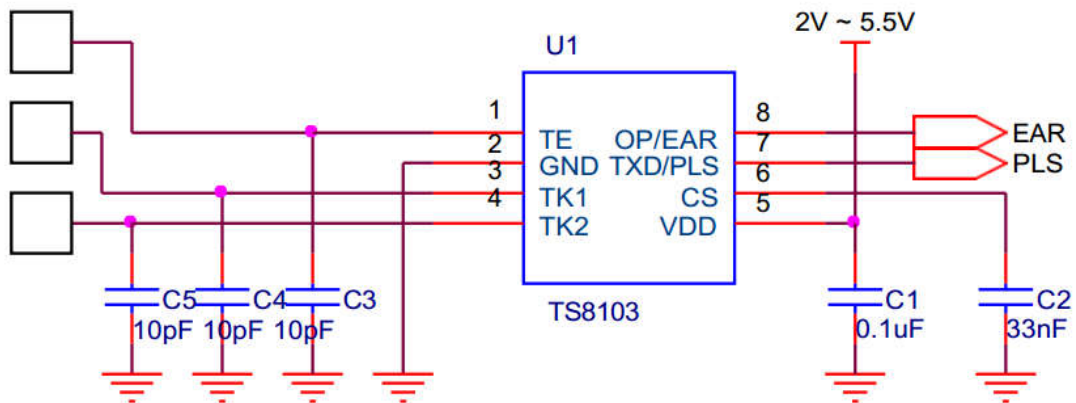 2V ~ 5.5V
U1
1
8
TE
OP/EAR
EAR
2
7
GND
TXD/PLS
PLS
3
6
TK1
CS
4
5
TK2
VDD
C5
C4
C3
TS8103
C1
C2
10pF
10pF
10pF
0.1uF
33nF